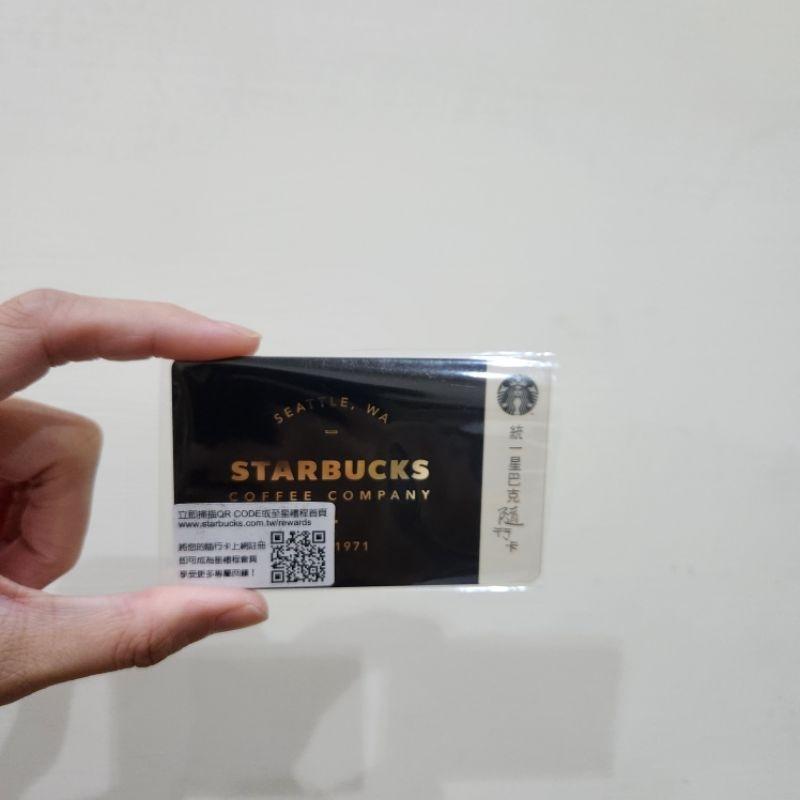 SEATTLE, WA
STARBUCKS
COFFEE COMPANY
1971
立即掃描QR CODE或至星禮程首頁
www.starbucks.com.tw/rewards
將您的隨行卡上網註冊
即可成為星禮程會員
享受更多專屬回饋！
統一星巴克 隨行卡